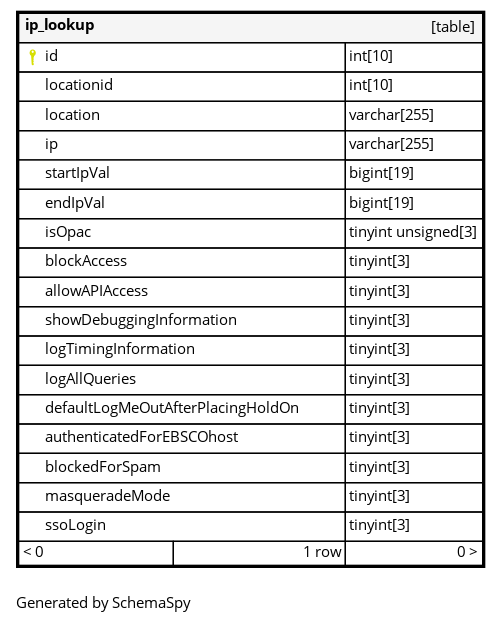 ip_lookup [table]
id int[10]
locationid int[10]
location varchar[255]
ip varchar[255]
startIpVal bigint[19]
endIpVal bigint[19]
isOpac tinyint unsigned[3]
blockAccess tinyint[3]
allowAPIAccess tinyint[3]
showDebuggingInformation tinyint[3]
logTimingInformation tinyint[3]
logAllQueries tinyint[3]
defaultLogMeOutAfterPlacingHoldOn tinyint[3]
authenticatedForEBSCOhost tinyint[3]
blockedForSpam tinyint[3]
masqueradeMode tinyint[3]
ssoLogin tinyint[3]
< 0 1 row 0 >
Generated by SchemaSpy